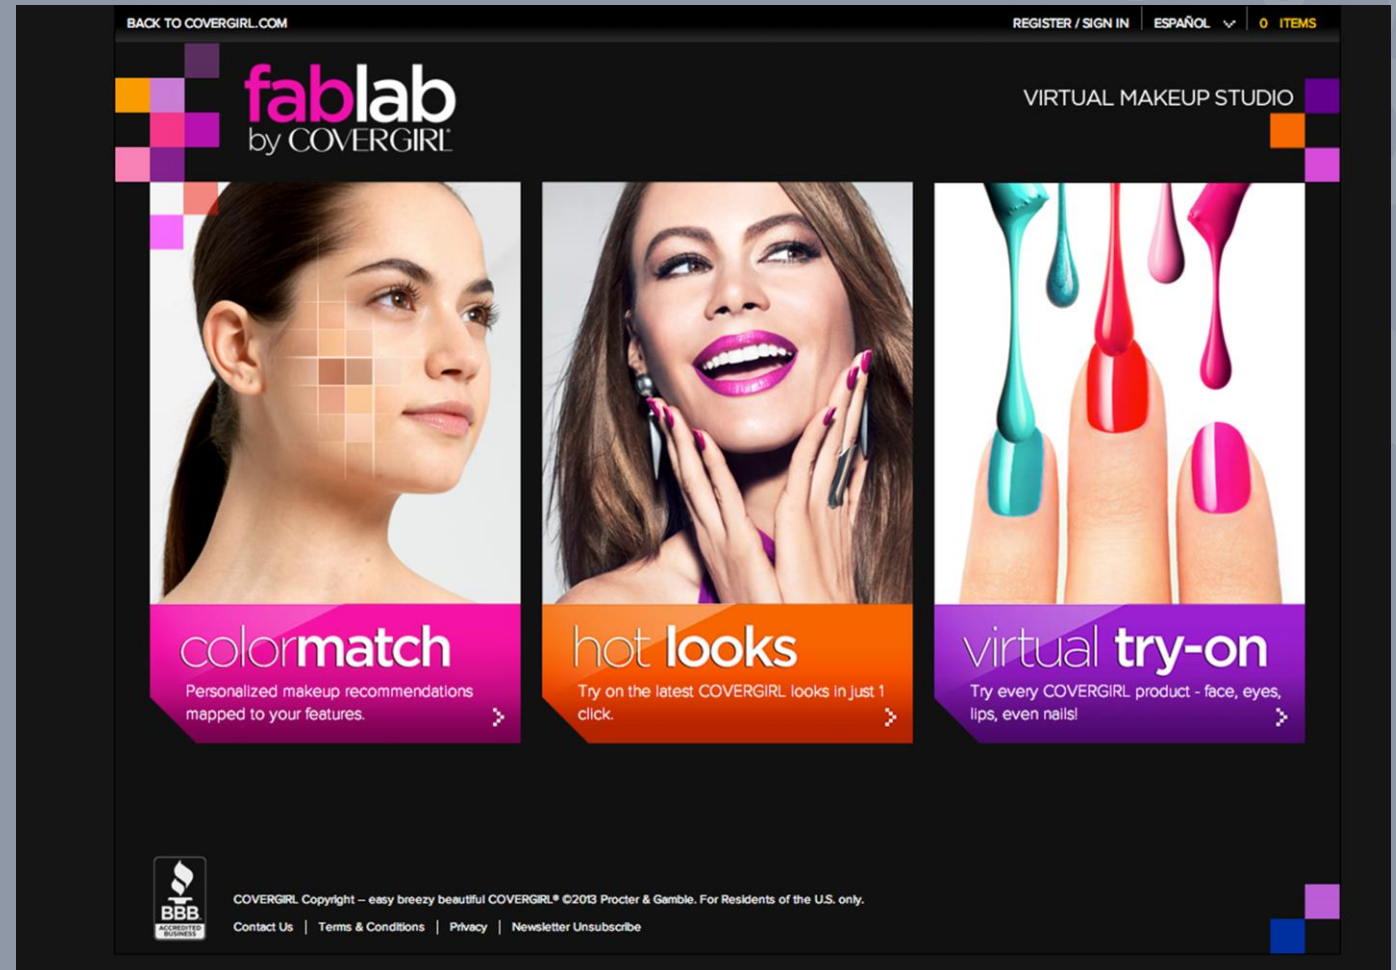 BACK TO COVERGIRL.COM
REGISTER / SIGN IN
ESPAÑOL
0 ITEMS
fablab
by COVERGIRL®
VIRTUAL MAKEUP STUDIO
colormatch
Personalized makeup recommendations
mapped to your features.
hot looks
Try on the latest COVERGIRL looks in just 1
click.
virtual try-on
Try every COVERGIRL product - face, eyes,
lips, even nails!
BBB.
ACCREDITED
BUSINESS
COVERGIRL Copyright – easy breezy beautiful COVERGIRL® ©2013 Procter & Gamble. For Residents of the U.S. only.
Contact Us | Terms & Conditions | Privacy | Newsletter Unsubscribe